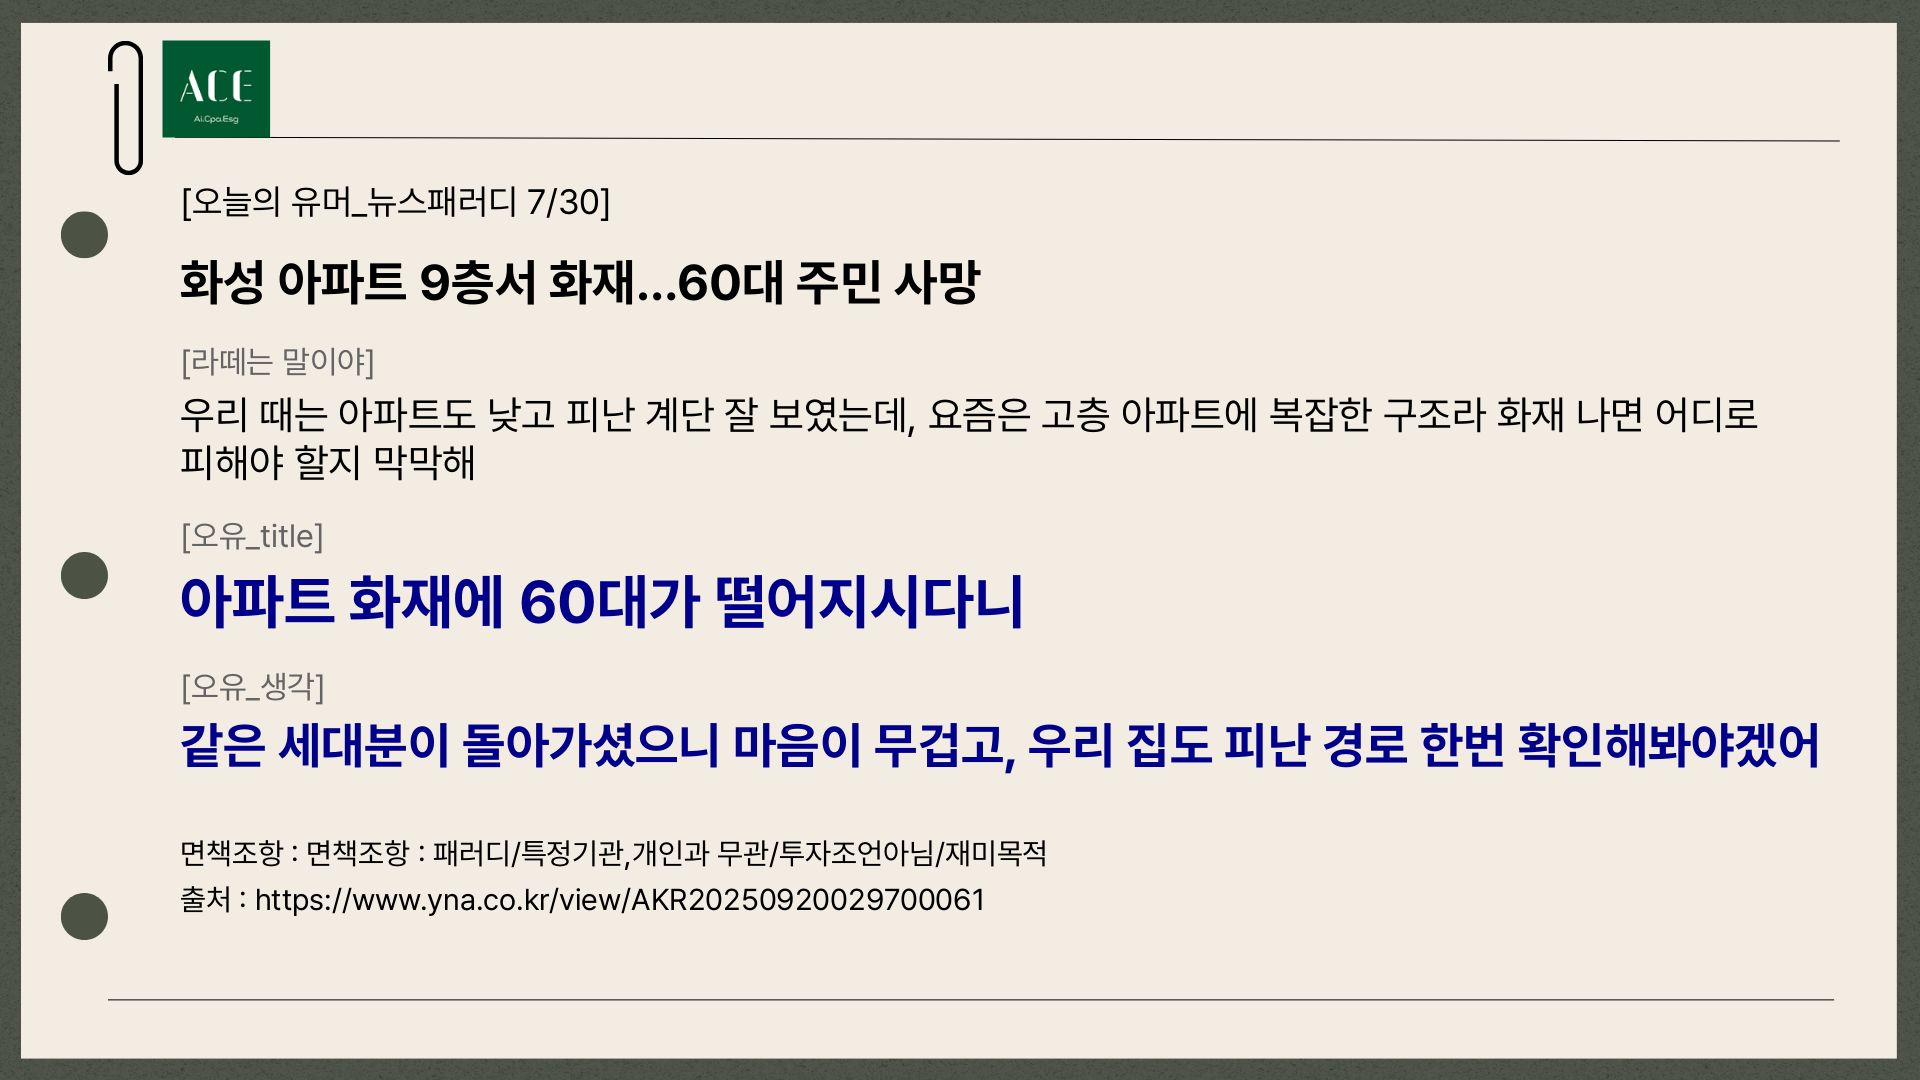 ACE
Ai.Cpa.Esg
[오늘의 유머_뉴스패러디 7/30]
화성 아파트 9층서 화재...60대 주민 사망
[라떼는 말이야]
우리 때는 아파트도 낮고 피난 계단 잘 보였는데, 요즘은 고층 아파트에 복잡한 구조라 화재 나면 어디로
피해야 할지 막막해
[오유_title]
아파트 화재에 60대가 떨어지시다니
[오유_생각]
같은 세대분이 돌아가셨으니 마음이 무겁고, 우리 집도 피난 경로 한번 확인해봐야겠어
면책조항 : 면책조항 : 패러디/특정기관,개인과 무관/투자조언아님/재미목적
출처 : https://www.yna.co.kr/view/AKR20250920029700061